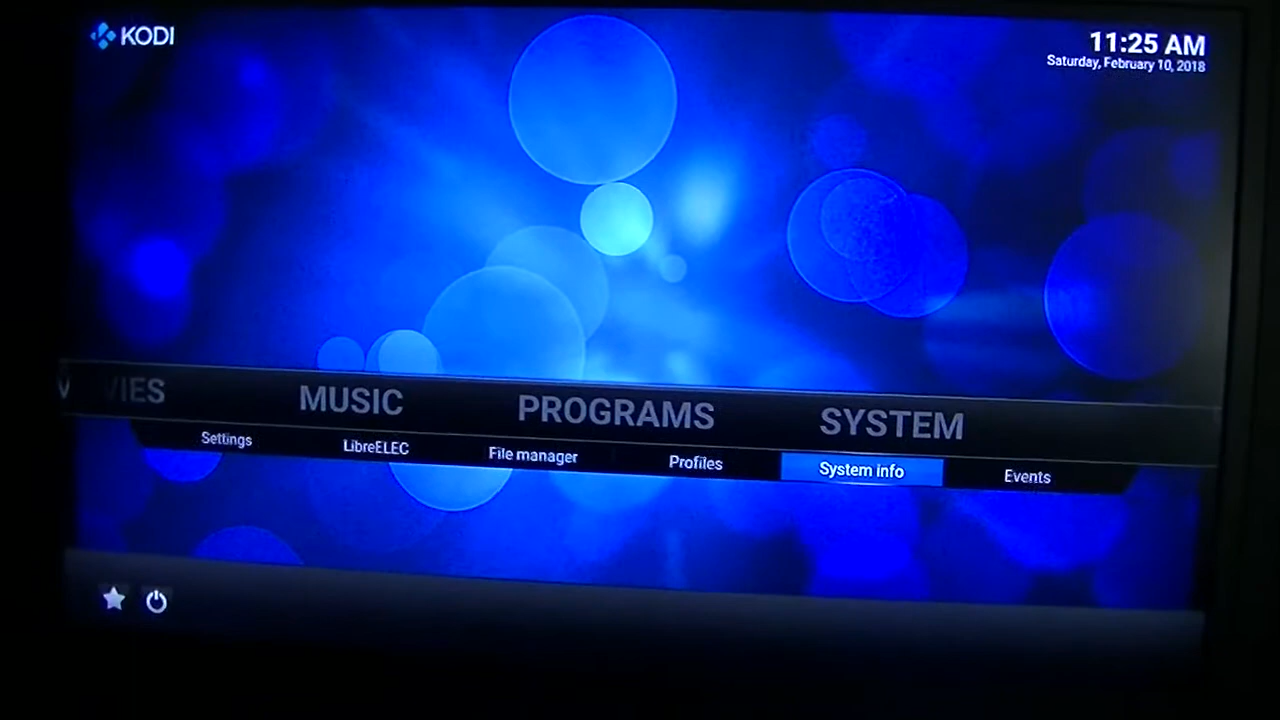 KODI
11:25 AM
Saturday, February 10, 2018
VIES MUSIC PROGRAMS SYSTEM
Settings LibreELEC File manager Profiles System info Events